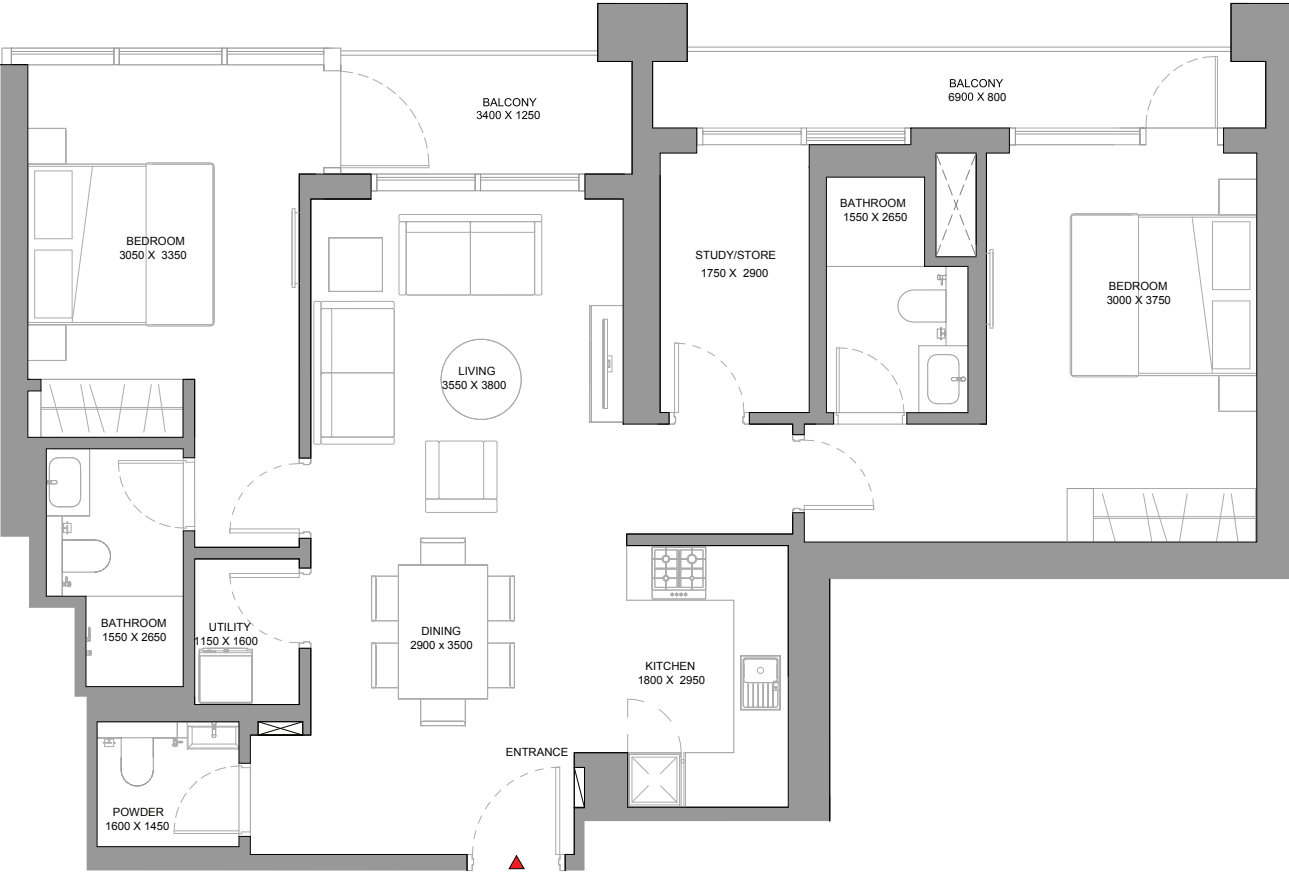 BALCONY
6900 X 800
BALCONY
3400 X 1250
BATHROOM
1550 X 2650
BEDROOM
3050 X 3350
STUDY/STORE
1750 X 2900
BEDROOM
3000 X 3750
LIVING
3550 X 3800
BATHROOM
1550 X 2650
UTILITY
1150 X 1600
DINING
2900 x 3500
KITCHEN
1800 X 2950
ENTRANCE
POWDER
1600 X 1450